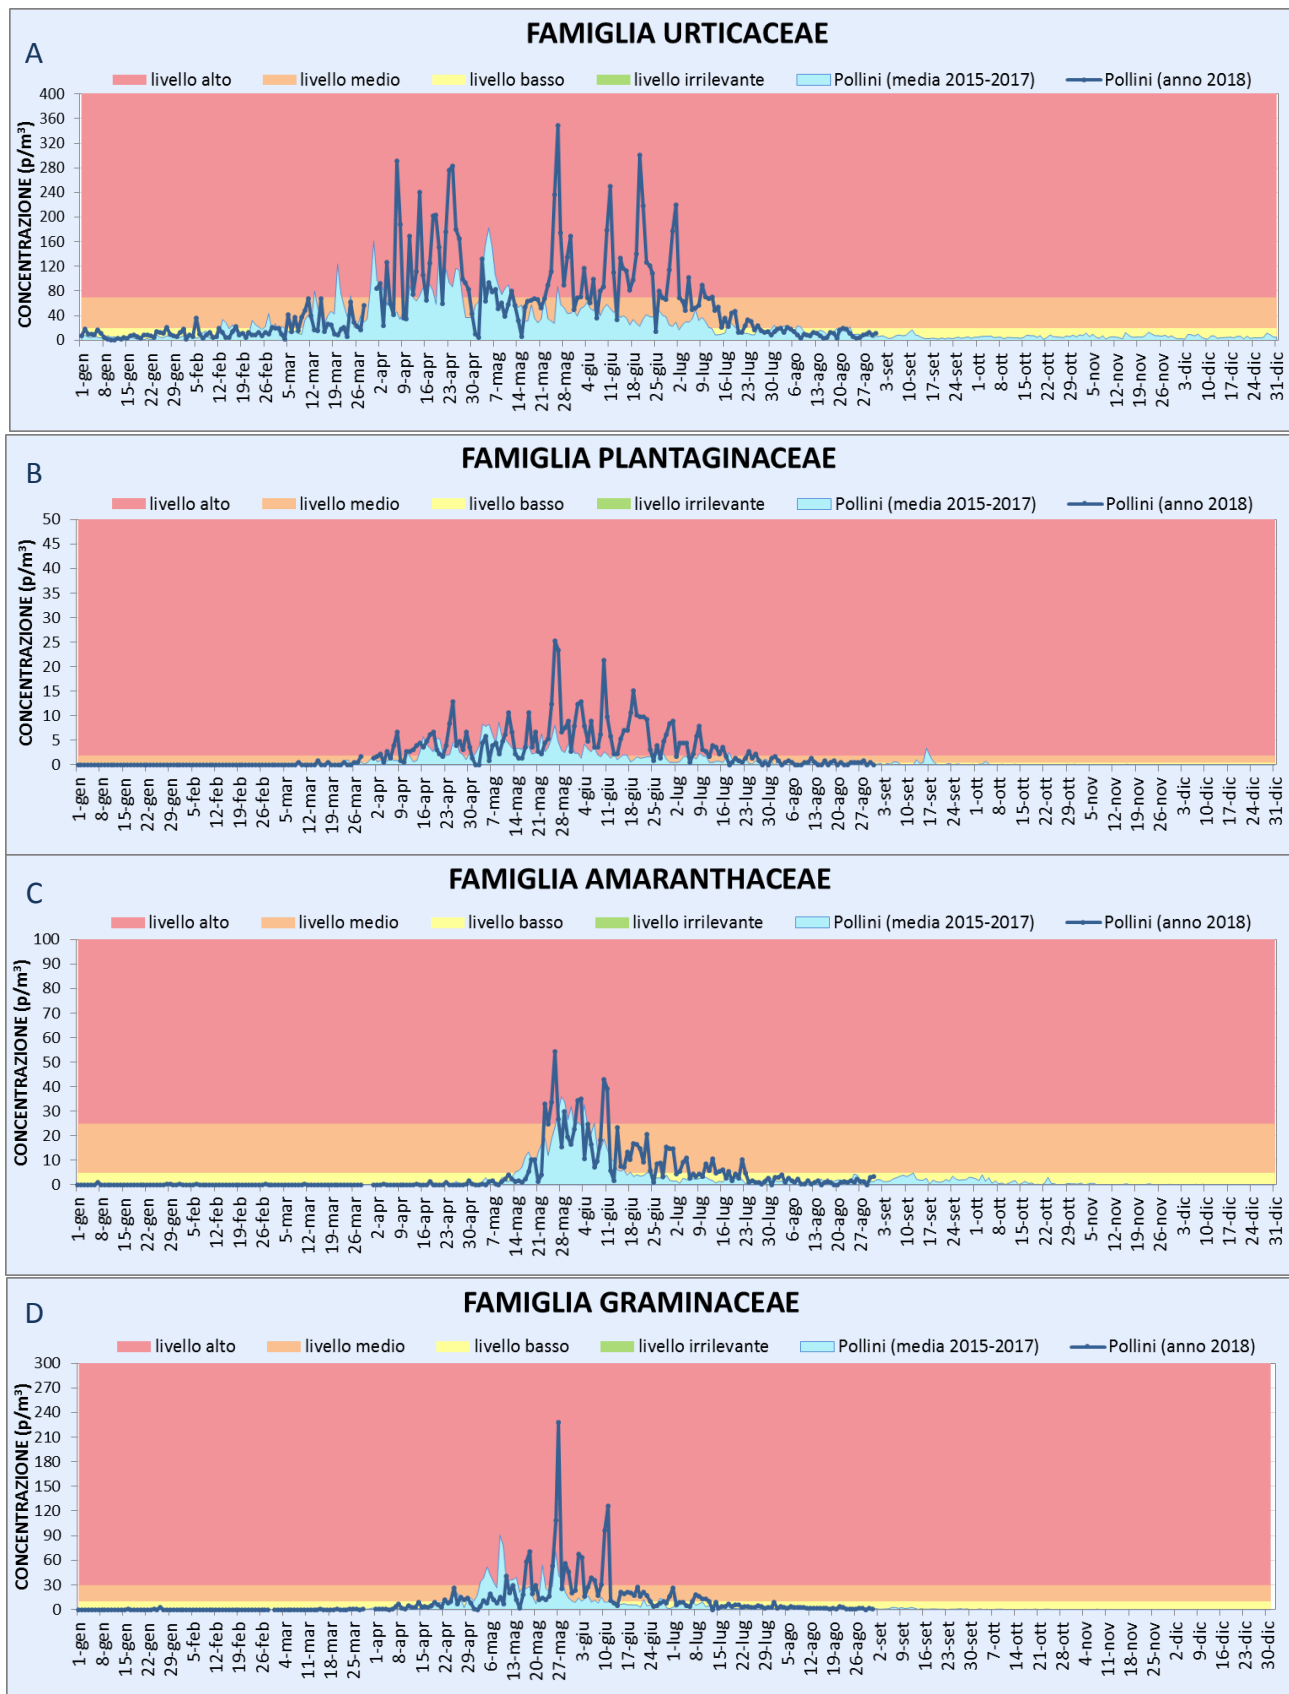 A
FAMIGLIA URTICACEAE
livello alto livello medio livello basso livello irrilevante Pollini (media 2015-2017) Pollini (anno 2018)
CONCENTRAZIONE (p/m³)
400
360
320
280
240
200
160
120
80
40
0
1-gen 8-gen 15-gen 22-gen 29-gen 5-feb 12-feb 19-feb 26-feb 5-mar 12-mar 19-mar 26-mar 2-apr 9-apr 16-apr 23-apr 30-apr 7-mag 14-mag 21-mag 28-mag 4-giu 11-giu 18-giu 25-giu 2-lug 9-lug 16-lug 23-lug 30-lug 6-ago 13-ago 20-ago 27-ago 3-set 10-set 17-set 24-set 1-ott 8-ott 15-ott 22-ott 29-ott 5-nov 12-nov 19-nov 26-nov 3-dic 10-dic 17-dic 24-dic 31-dic
B
FAMIGLIA PLANTAGINACEAE
livello alto livello medio livello basso livello irrilevante Pollini (media 2015-2017) Pollini (anno 2018)
CONCENTRAZIONE (p/m³)
50
45
40
35
30
25
20
15
10
5
0
1-gen 8-gen 15-gen 22-gen 29-gen 5-feb 12-feb 19-feb 26-feb 5-mar 12-mar 19-mar 26-mar 2-apr 9-apr 16-apr 23-apr 30-apr 7-mag 14-mag 21-mag 28-mag 4-giu 11-giu 18-giu 25-giu 2-lug 9-lug 16-lug 23-lug 30-lug 6-ago 13-ago 20-ago 27-ago 3-set 10-set 17-set 24-set 1-ott 8-ott 15-ott 22-ott 29-ott 5-nov 12-nov 19-nov 26-nov 3-dic 10-dic 17-dic 24-dic 31-dic
C
FAMIGLIA AMARANTHACEAE
livello alto livello medio livello basso livello irrilevante Pollini (media 2015-2017) Pollini (anno 2018)
CONCENTRAZIONE (p/m³)
100
90
80
70
60
50
40
30
20
10
0
1-gen 8-gen 15-gen 22-gen 29-gen 5-feb 12-feb 19-feb 26-feb 5-mar 12-mar 19-mar 26-mar 2-apr 9-apr 16-apr 23-apr 30-apr 7-mag 14-mag 21-mag 28-mag 4-giu 11-giu 18-giu 25-giu 2-lug 9-lug 16-lug 23-lug 30-lug 6-ago 13-ago 20-ago 27-ago 3-set 10-set 17-set 24-set 1-ott 8-ott 15-ott 22-ott 29-ott 5-nov 12-nov 19-nov 26-nov 3-dic 10-dic 17-dic 24-dic 31-dic
D
FAMIGLIA GRAMINACEAE
livello alto livello medio livello basso livello irrilevante Pollini (media 2015-2017) Pollini (anno 2018)
CONCENTRAZIONE (p/m³)
300
270
240
210
180
150
120
90
60
30
0
1-gen 8-gen 15-gen 22-gen 29-gen 5-feb 12-feb 19-feb 26-feb 4-mar 11-mar 18-mar 25-mar 1-apr 8-apr 15-apr 22-apr 29-apr 6-mag 13-mag 20-mag 27-mag 3-giu 10-giu 17-giu 24-giu 1-lug 8-lug 15-lug 22-lug 29-lug 5-ago 12-ago 19-ago 26-ago 2-set 9-set 16-set 23-set 30-set 7-ott 14-ott 21-ott 28-ott 4-nov 11-nov 18-nov 25-nov 2-dic 9-dic 16-dic 23-dic 30-dic